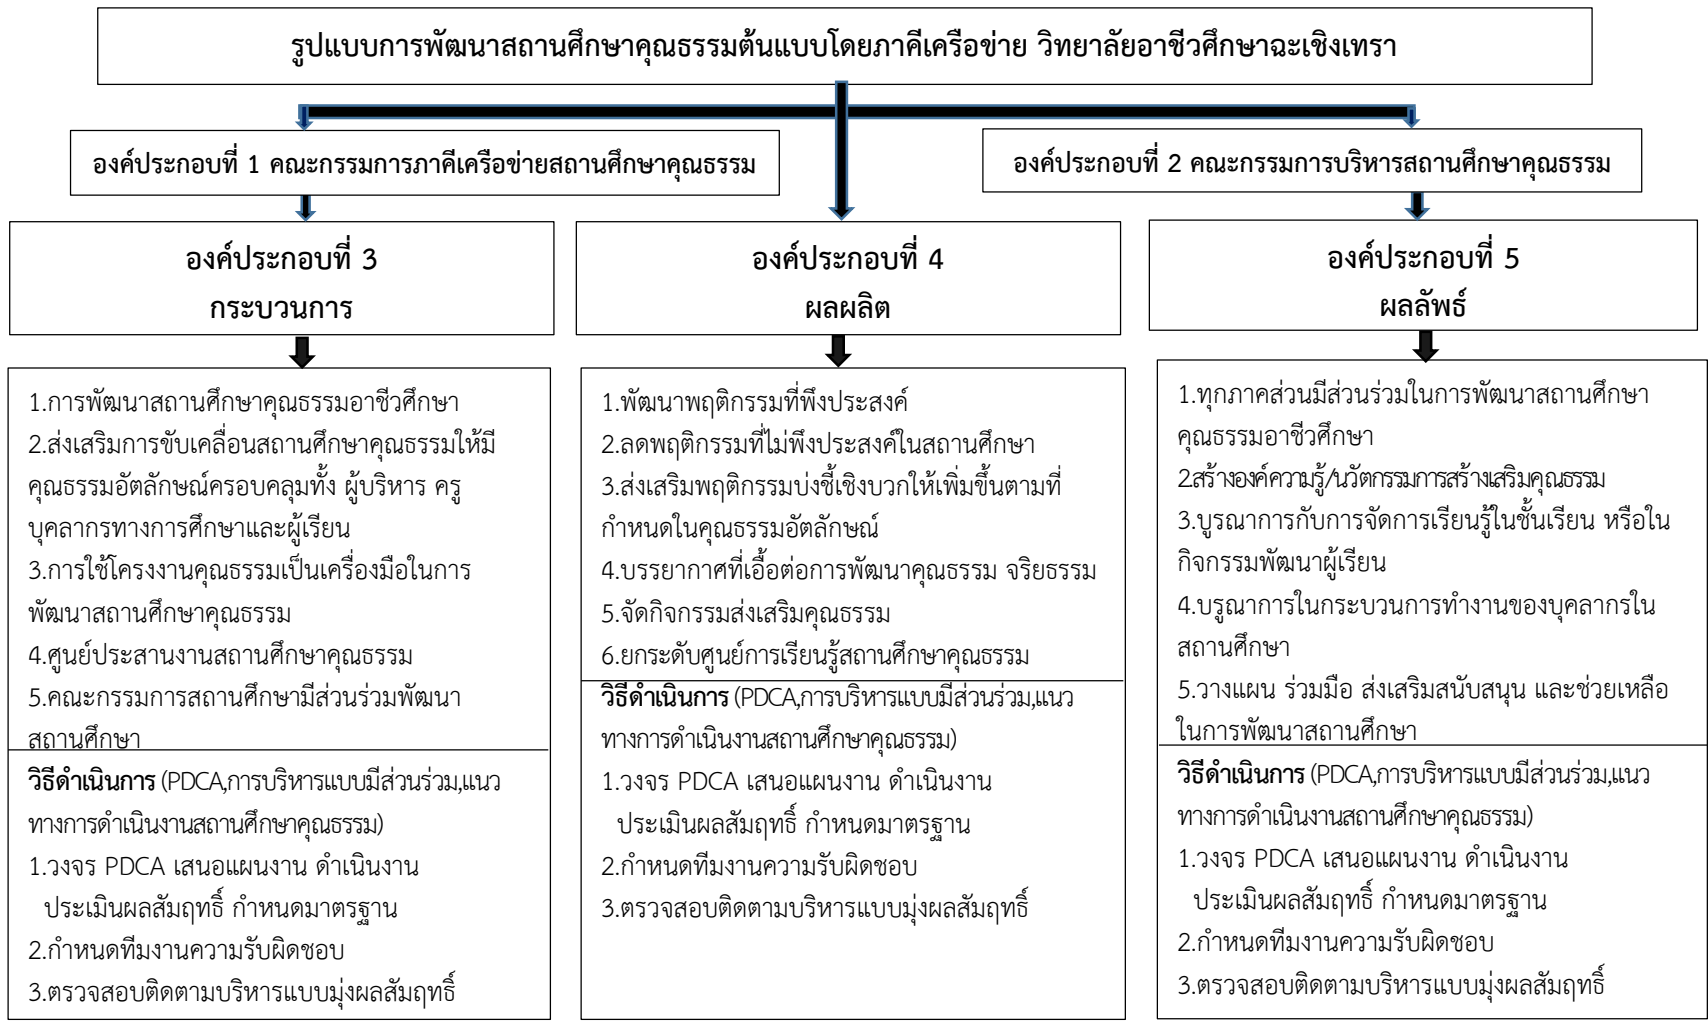 รูปแบบการพัฒนาสถานศึกษาคุณธรรมต้นแบบโดยภาคีเครือข่าย วิทยาลัยอาชีวศึกษาฉะเชิงเทรา
องค์ประกอบที่ 1 คณะกรรมการภาคีเครือข่ายสถานศึกษาคุณธรรม
องค์ประกอบที่ 2 คณะกรรมการบริหารสถานศึกษาคุณธรรม
องค์ประกอบที่ 3
กระบวนการ
1.การพัฒนาสถานศึกษาคุณธรรมอาชีวศึกษา
2.ส่งเสริมการขับเคลื่อนสถานศึกษาคุณธรรมให้มี
คุณธรรมอัตลักษณ์ครอบคลุมทั้ง ผู้บริหาร ครู
บุคลากรทางการศึกษาและผู้เรียน
3.การใช้โครงงานคุณธรรมเป็นเครื่องมือในการ
พัฒนาสถานศึกษาคุณธรรม
4.ศูนย์ประสานงานสถานศึกษาคุณธรรม
5.คณะกรรมการสถานศึกษามีส่วนร่วมพัฒนา
สถานศึกษา
วิธีดำเนินการ (PDCA,การบริหารแบบมีส่วนร่วม,แนว
ทางการดำเนินงานสถานศึกษาคุณธรรม)
1.วงจร PDCA เสนอแผนงาน ดำเนินงาน
ประเมินผลสัมฤทธิ์ กำหนดมาตรฐาน
2.กำหนดทีมงานความรับผิดชอบ
3.ตรวจสอบติดตามบริหารแบบมุ่งผลสัมฤทธิ์
องค์ประกอบที่ 4
ผลผลิต
1.พัฒนาพฤติกรรมที่พึงประสงค์
2.ลดพฤติกรรมที่ไม่พึงประสงค์ในสถานศึกษา
3.ส่งเสริมพฤติกรรมบ่งชี้เชิงบวกให้เพิ่มขึ้นตามที่
กำหนดในคุณธรรมอัตลักษณ์
4.บรรยากาศที่เอื้อต่อการพัฒนาคุณธรรม จริยธรรม
5.จัดกิจกรรมส่งเสริมคุณธรรม
6.ยกระดับศูนย์การเรียนรู้สถานศึกษาคุณธรรม
วิธีดำเนินการ (PDCA,การบริหารแบบมีส่วนร่วม,แนว
ทางการดำเนินงานสถานศึกษาคุณธรรม)
1.วงจร PDCA เสนอแผนงาน ดำเนินงาน
ประเมินผลสัมฤทธิ์ กำหนดมาตรฐาน
2.กำหนดทีมงานความรับผิดชอบ
3.ตรวจสอบติดตามบริหารแบบมุ่งผลสัมฤทธิ์
องค์ประกอบที่ 5
ผลลัพธ์
1.ทุกภาคส่วนมีส่วนร่วมในการพัฒนาสถานศึกษา
คุณธรรมอาชีวศึกษา
2.สร้างองค์ความรู้/นวัตกรรมการสร้างเสริมคุณธรรม
3.บูรณาการกับการจัดการเรียนรู้ในชั้นเรียน หรือใน
กิจกรรมพัฒนาผู้เรียน
4.บรูณาการในกระบวนการทำงานของบุคลากรใน
สถานศึกษา
5.วางแผน ร่วมมือ ส่งเสริมสนับสนุน และช่วยเหลือ
ในการพัฒนาสถานศึกษา
วิธีดำเนินการ (PDCA,การบริหารแบบมีส่วนร่วม,แนว
ทางการดำเนินงานสถานศึกษาคุณธรรม)
1.วงจร PDCA เสนอแผนงาน ดำเนินงาน
ประเมินผลสัมฤทธิ์ กำหนดมาตรฐาน
2.กำหนดทีมงานความรับผิดชอบ
3.ตรวจสอบติดตามบริหารแบบมุ่งผลสัมฤทธิ์